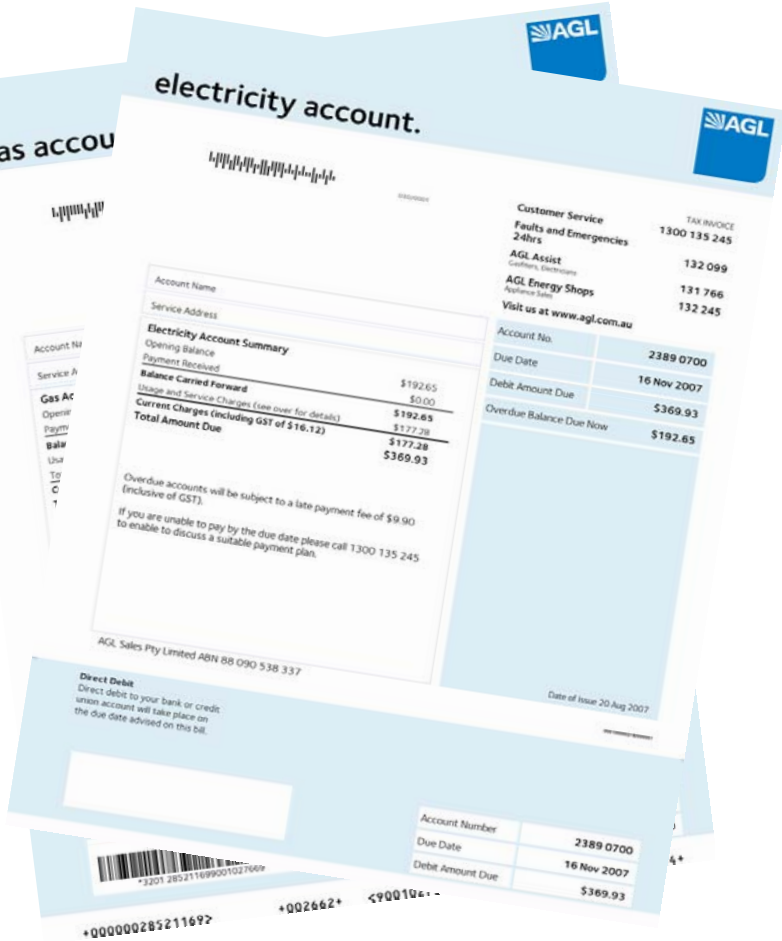 AGL
electricity account.
AGL
as accou
TAX INVOICE
Customer Service 1300 135 245
Faults and Emergencies
24hrs 132 099
AGL Assist 131 766
Gasfitters, Electricians
AGL Energy Shops 132 245
Appliance Sales
Visit us at www.agl.com.au
Account Name
Service Address
Electricity Account Summary
Opening Balance $192.65
Payment Received $0.00
Balance Carried Forward $192.65
Usage and Service Charges (see over for details) $177.28
Current Charges (including GST of $16.12) $177.28
Total Amount Due $369.93
Overdue accounts will be subject to a late payment fee of $9.90
(inclusive of GST).
If you are unable to pay by the due date please call 1300 135 245
to enable to discuss a suitable payment plan.
Account No. 2389 0700
Due Date 16 Nov 2007
Debit Amount Due $369.93
Overdue Balance Due Now $192.65
Date of Issue 20 Aug 2007
AGL Sales Pty Limited ABN 88 090 538 337
Account Na
Service A
Gas Ac
Openin
Paym
Bala
Usa
To
C
T
Direct Debit
Direct debit to your bank or credit
union account will take place on
the due date advised on this bill.
Account Number 2389 0700
Due Date 16 Nov 2007
Debit Amount Due $369.93
*3201 285211699001027669
4+
+000000285211692> +002662+